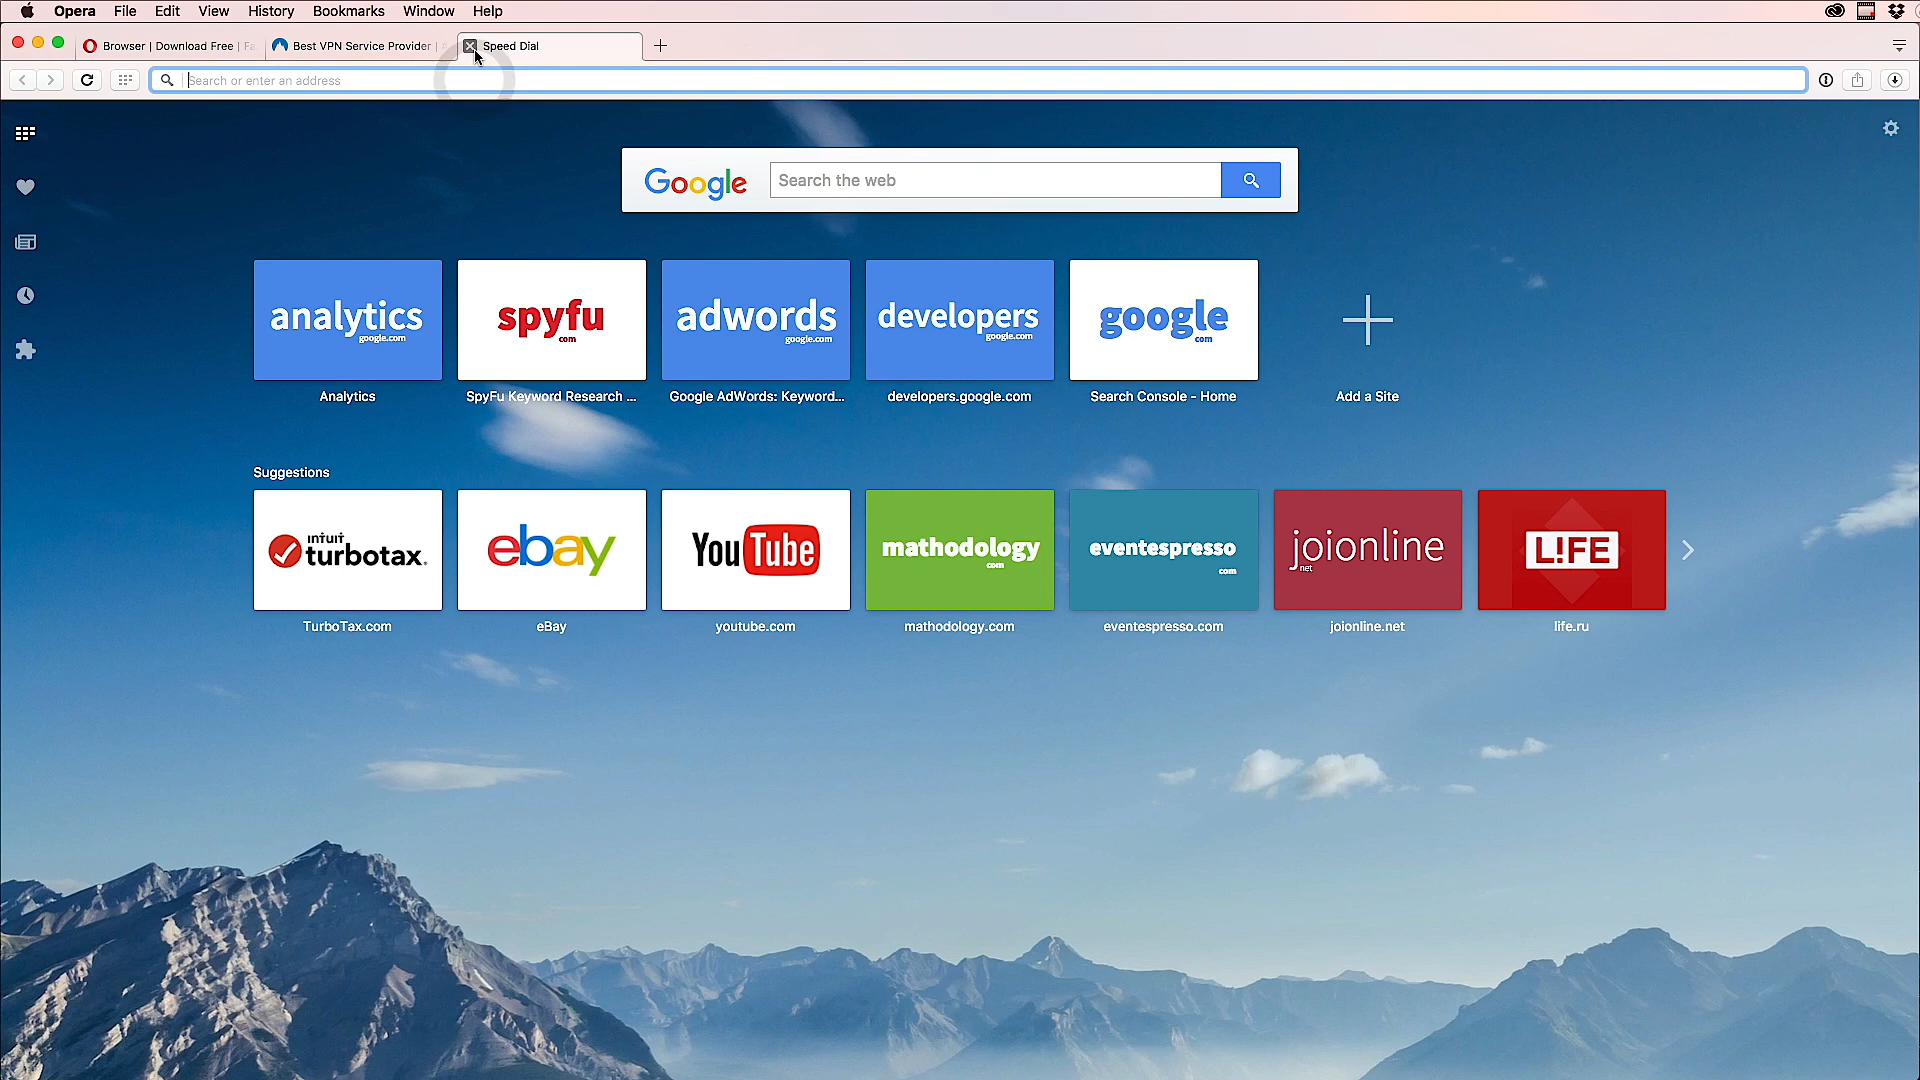 Opera File Edit View History Bookmarks Window Help
Browser | Download Free | Fa
Best VPN Service Provider |
Speed Dial
Search or enter an address
Google
Search the web
analytics
google.com
Analytics
spyfu
com
SpyFu Keyword Research ...
adwords
google.com
Google AdWords: Keyword...
developers
google.com
developers.google.com
google
com
Search Console - Home
Add a Site
Suggestions
intuit
turbotax.
TurboTax.com
ebay
eBay
YouTube
youtube.com
mathodology
com
mathodology.com
eventespresso
com
eventespresso.com
joionline
net
joionline.net
L!FE
life.ru